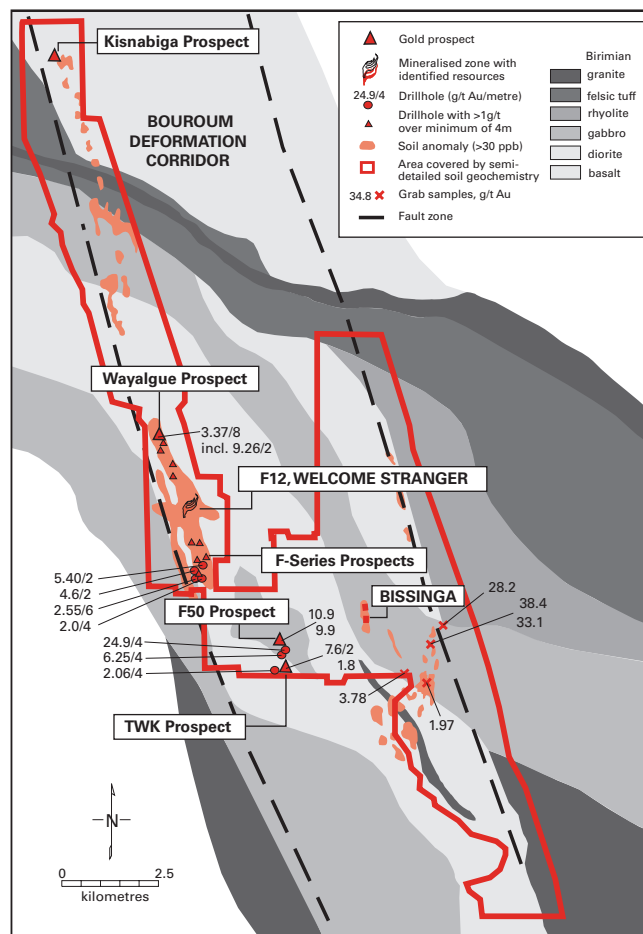 Kisnabiga Prospect
BOUROUM
DEFORMATION
CORRIDOR
Gold prospect
Mineralised zone with
identified resources
24.9/4 Drillhole (g/t Au/metre)
Drillhole with >1g/t
over minimum of 4m
Soil anomaly (>30 ppb)
Area covered by semi-
detailed soil geochemistry
34.8 Grab samples, g/t Au
Fault zone
Birimian
granite
felsic tuff
rhyolite
gabbro
diorite
basalt
Wayalgue Prospect
3.37/8
incl. 9.26/2
F12, WELCOME STRANGER
F-Series Prospects
5.40/2
4.6/2
2.55/6
2.0/4
F50 Prospect
BISSINGA
28.2
38.4
33.1
10.9
9.9
24.9/4
6.25/4
2.06/4
7.6/2
1.8
3.78
1.97
TWK Prospect
N
0 2.5
kilometres